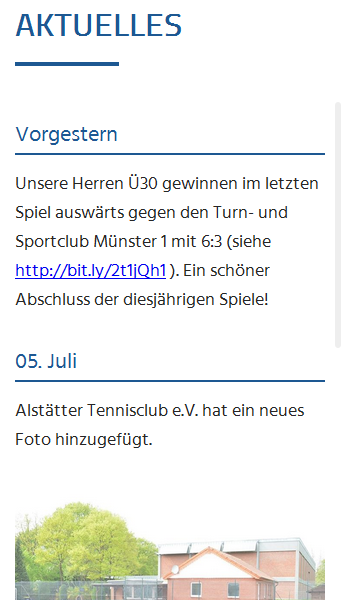 AKTUELLES
Vorgestern
Unsere Herren Ü30 gewinnen im letzten
Spiel auswärts gegen den Turn- und
Sportclub Münster 1 mit 6:3 (siehe
http://bit.ly/2t1jQh1 ). Ein schöner
Abschluss der diesjährigen Spiele!
05. Juli
Alstätter Tennisclub e.V. hat ein neues
Foto hinzugefügt.